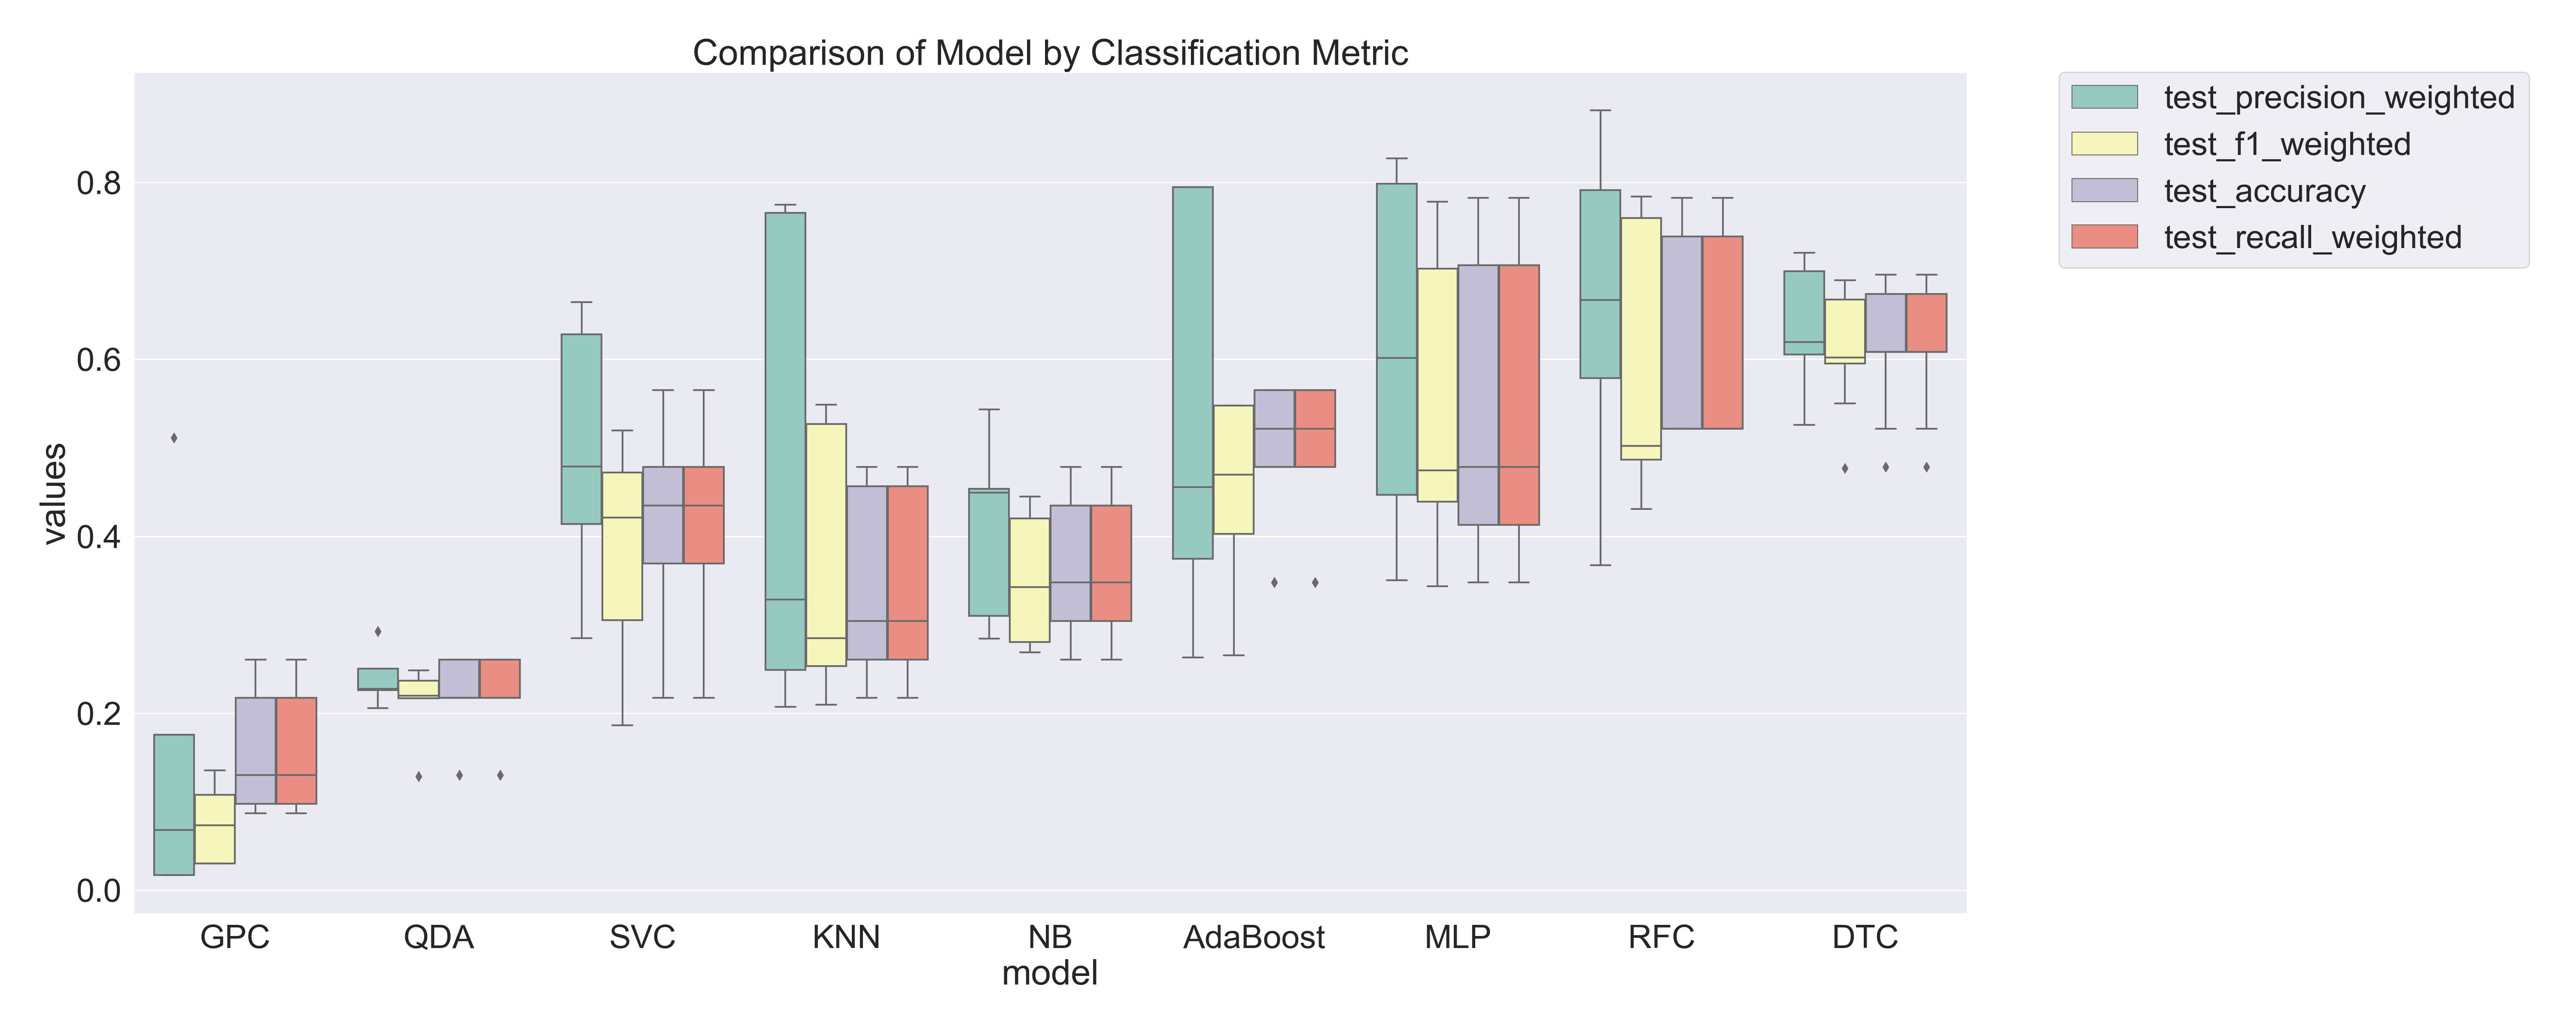 Comparison of Model by Classification Metric
test_precision_weighted
test_f1_weighted
test_accuracy
test_recall_weighted
values
0.8
0.6
0.4
0.2
0.0
GPC QDA SVC KNN NB AdaBoost MLP RFC DTC
model